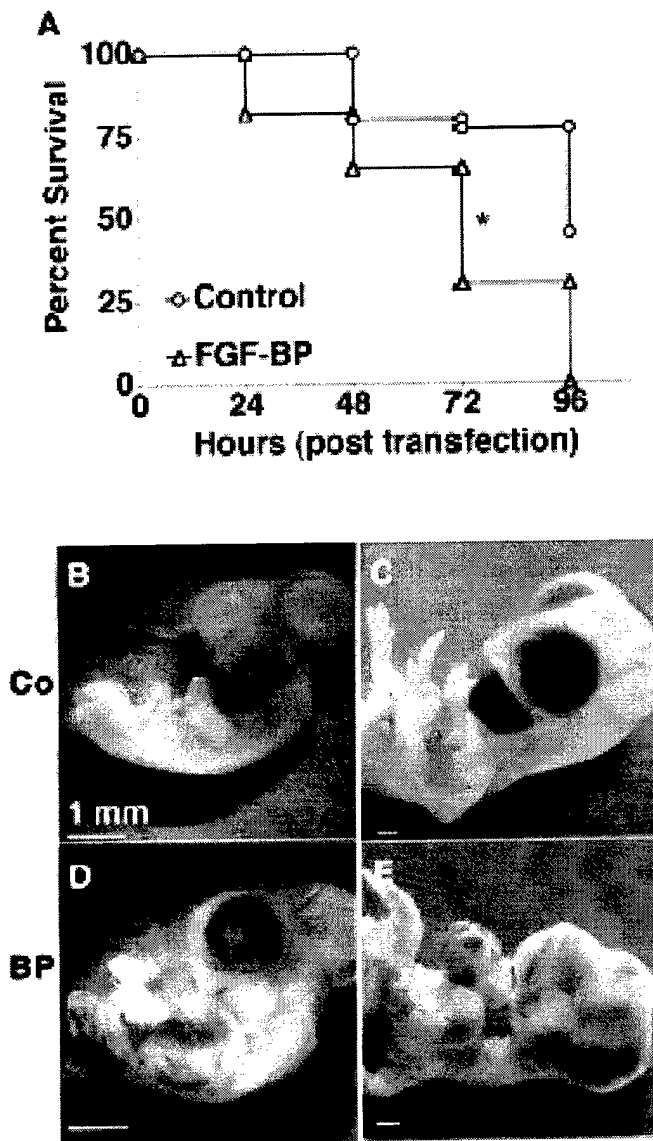 A
Percent Survival
100
75
50
25
0
Control
FGF-BP
*
0 24 48 72 96
Hours (post transfection)
B
C
Co
1 mm
D
E
BP